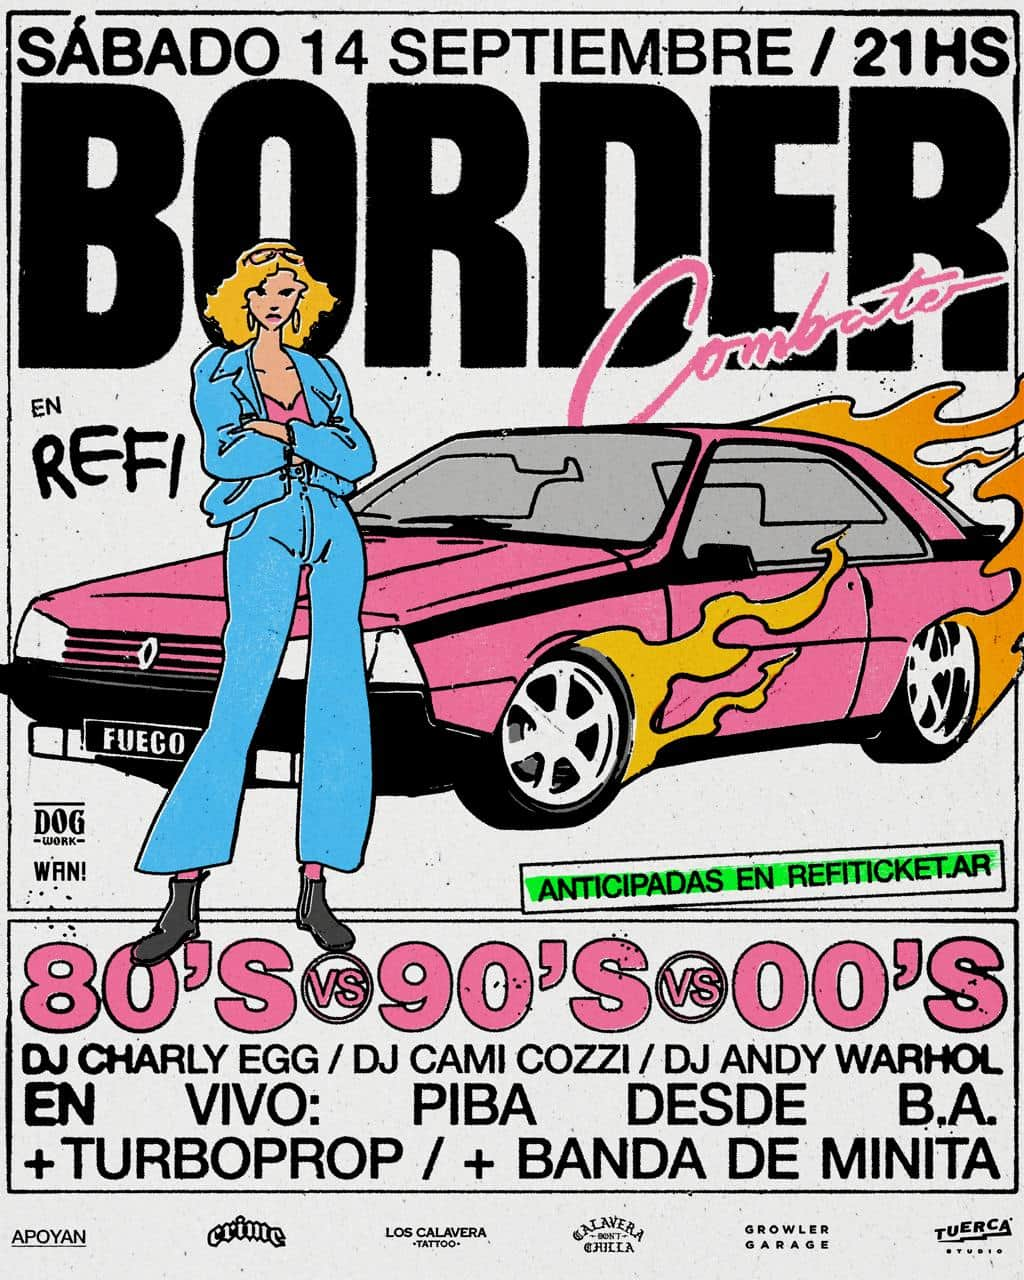 SÁBADO 14 SEPTIEMBRE / 21HS
BORDER
Combate
EN
REFI
FUEGO
DOG
-WORK-
WAN!
ANTICIPADAS EN REFITICKET.AR
80'S VS 90'S VS 00'S
DJ CHARLY EGG / DJ CAMI COZZI / DJ ANDY WARHOL
EN VIVO: PIBA DESDE B.A.
+TURBOPROP / + BANDA DE MINITA
APOYAN
crime
LOS CALAVERA
·TATTOO·
CALAVERA
DON'T
CHILLA
GROWLER
GARAGE
TUERCA
STUDIO